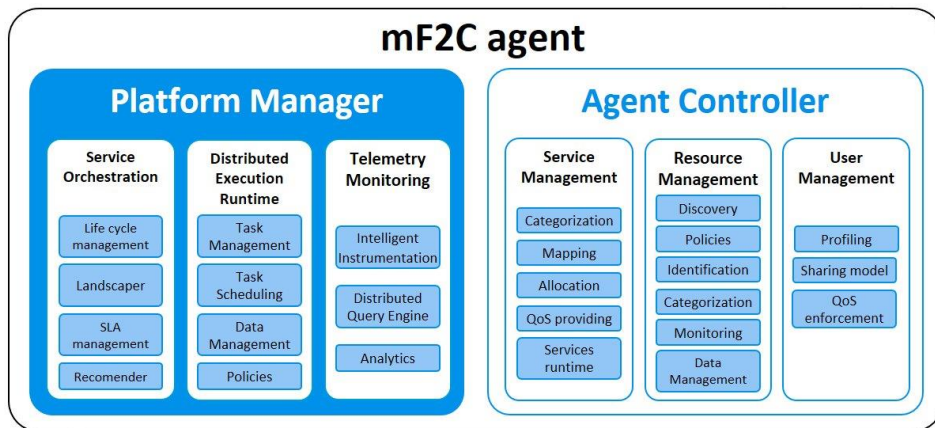 mF2C agent
Platform Manager
Service
Orchestration
Life cycle
management
Landscaper
SLA
management
Recomender
Distributed
Execution
Runtime
Task
Management
Task
Scheduling
Data
Management
Policies
Telemetry
Monitoring
Intelligent
Instrumentation
Distributed
Query Engine
Analytics
Agent Controller
Service
Management
Categorization
Mapping
Allocation
QoS providing
Services
runtime
Resource
Management
Discovery
Policies
Identification
Categorization
Monitoring
Data
Management
User
Management
Profiling
Sharing model
QoS
enforcement